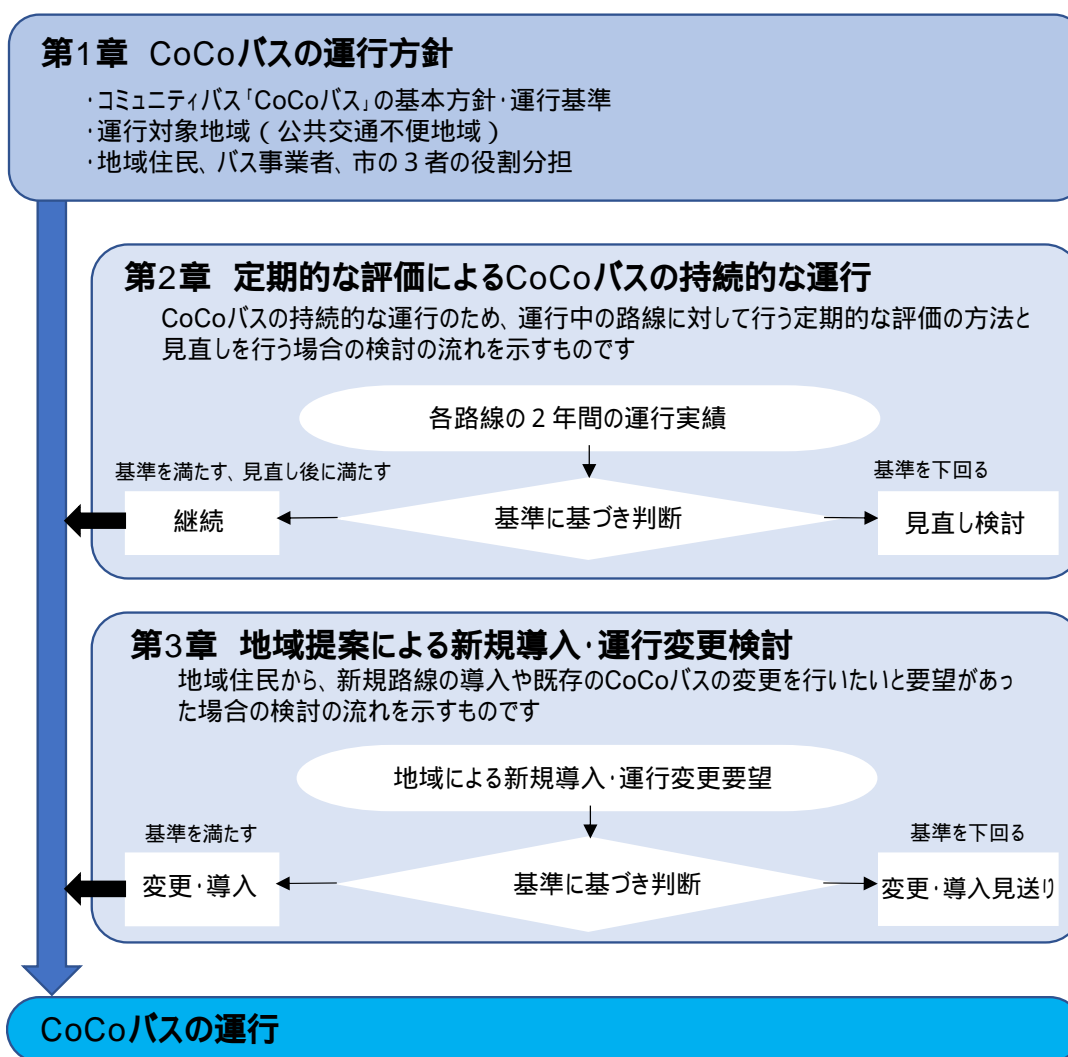 第1章 CoCoバスの運行方針
・コミュニティバス「CoCoバス」の基本方針・運行基準
・運行対象地域（公共交通不便地域）
・地域住民、バス事業者、市の３者の役割分担
第2章 定期的な評価によるCoCoバスの持続的な運行
CoCoバスの持続的な運行のため、運行中の路線に対して行う定期的な評価の方法と
見直しを行う場合の検討の流れを示すものです
各路線の２年間の運行実績
基準を満たす、見直し後に満たす
基準を下回る
継続
基準に基づき判断
見直し検討
第3章 地域提案による新規導入・運行変更検討
地域住民から、新規路線の導入や既存のCoCoバスの変更を行いたいと要望があっ
た場合の検討の流れを示すものです
地域による新規導入・運行変更要望
基準を満たす
基準を下回る
変更・導入
基準に基づき判断
変更・導入見送り
CoCoバスの運行